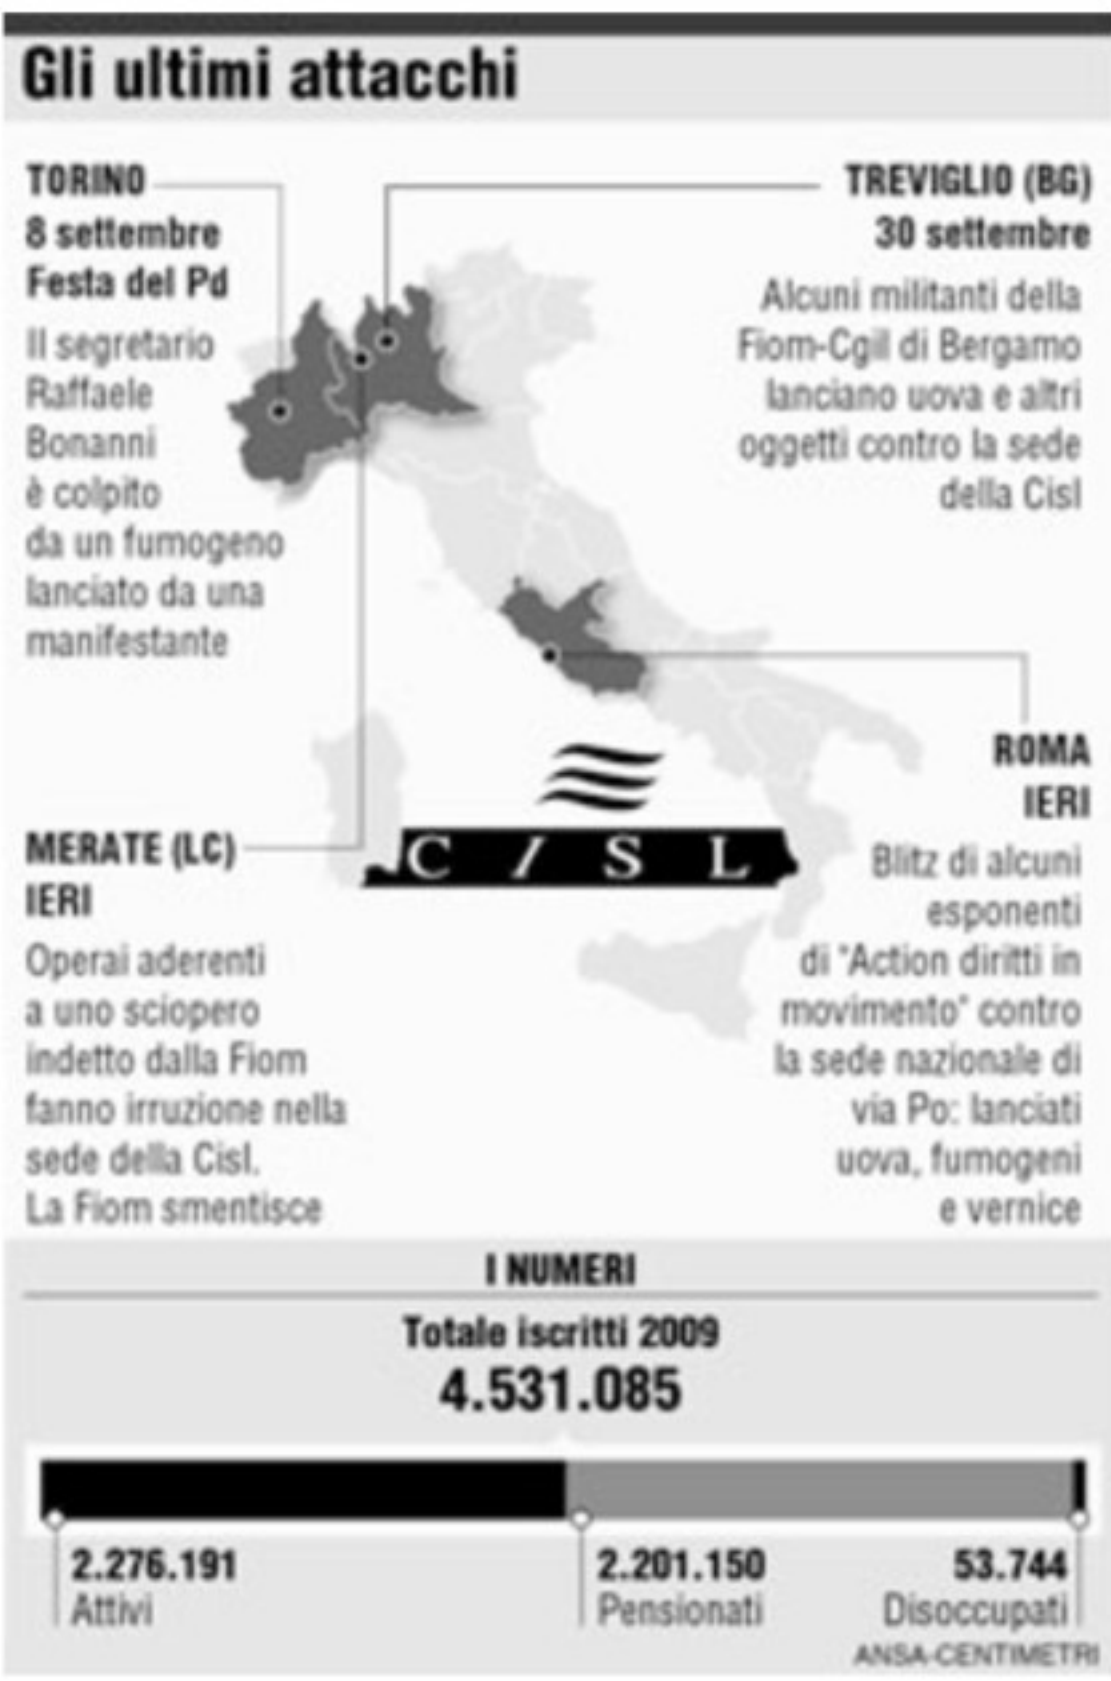 Gli ultimi attacchi
TORINO
8 settembre
Festa del Pd
Il segretario
Raffaele
Bonanni
è colpito
da un fumogeno
lanciato da una
manifestante
TREVIGLIO (BG)
30 settembre
Alcuni militanti della
Fiom-Cgil di Bergamo
lanciano uova e altri
oggetti contro la sede
della Cisl
MERATE (LC)
IERI
Operai aderenti
a uno sciopero
indetto dalla Fiom
fanno irruzione nella
sede della Cisl.
La Fiom smentisce
CISL
ROMA
IERI
Blitz di alcuni
esponenti
di "Action diritti in
movimento" contro
la sede nazionale di
via Po: lanciati
uova, fumogeni
e vernice
I NUMERI
Totale iscritti 2009
4.531.085
2.276.191
Attivi
2.201.150
Pensionati
53.744
Disoccupati
ANSA-CENTIMETRI